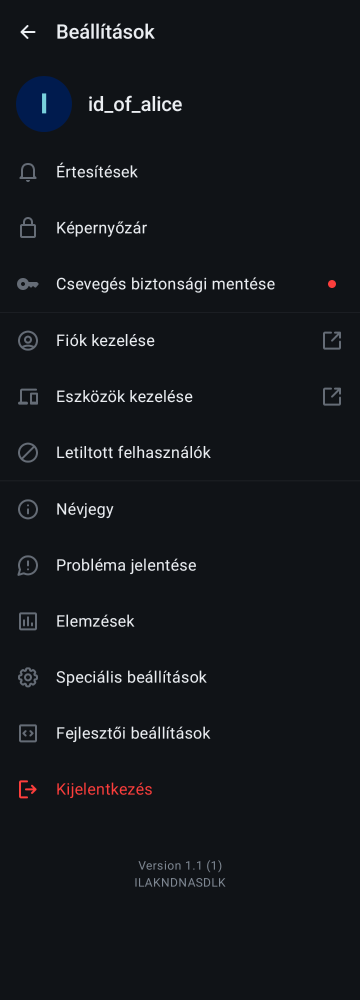 Beállítások
I
id_of_alice
Értesítések
Képernyőzár
Csevegés biztonsági mentése
Fiók kezelése
Eszközök kezelése
Letiltott felhasználók
Névjegy
Probléma jelentése
Elemzések
Speciális beállítások
Fejlesztői beállítások
Kijelentkezés
Version 1.1 (1)
ILAKNDNASDLK